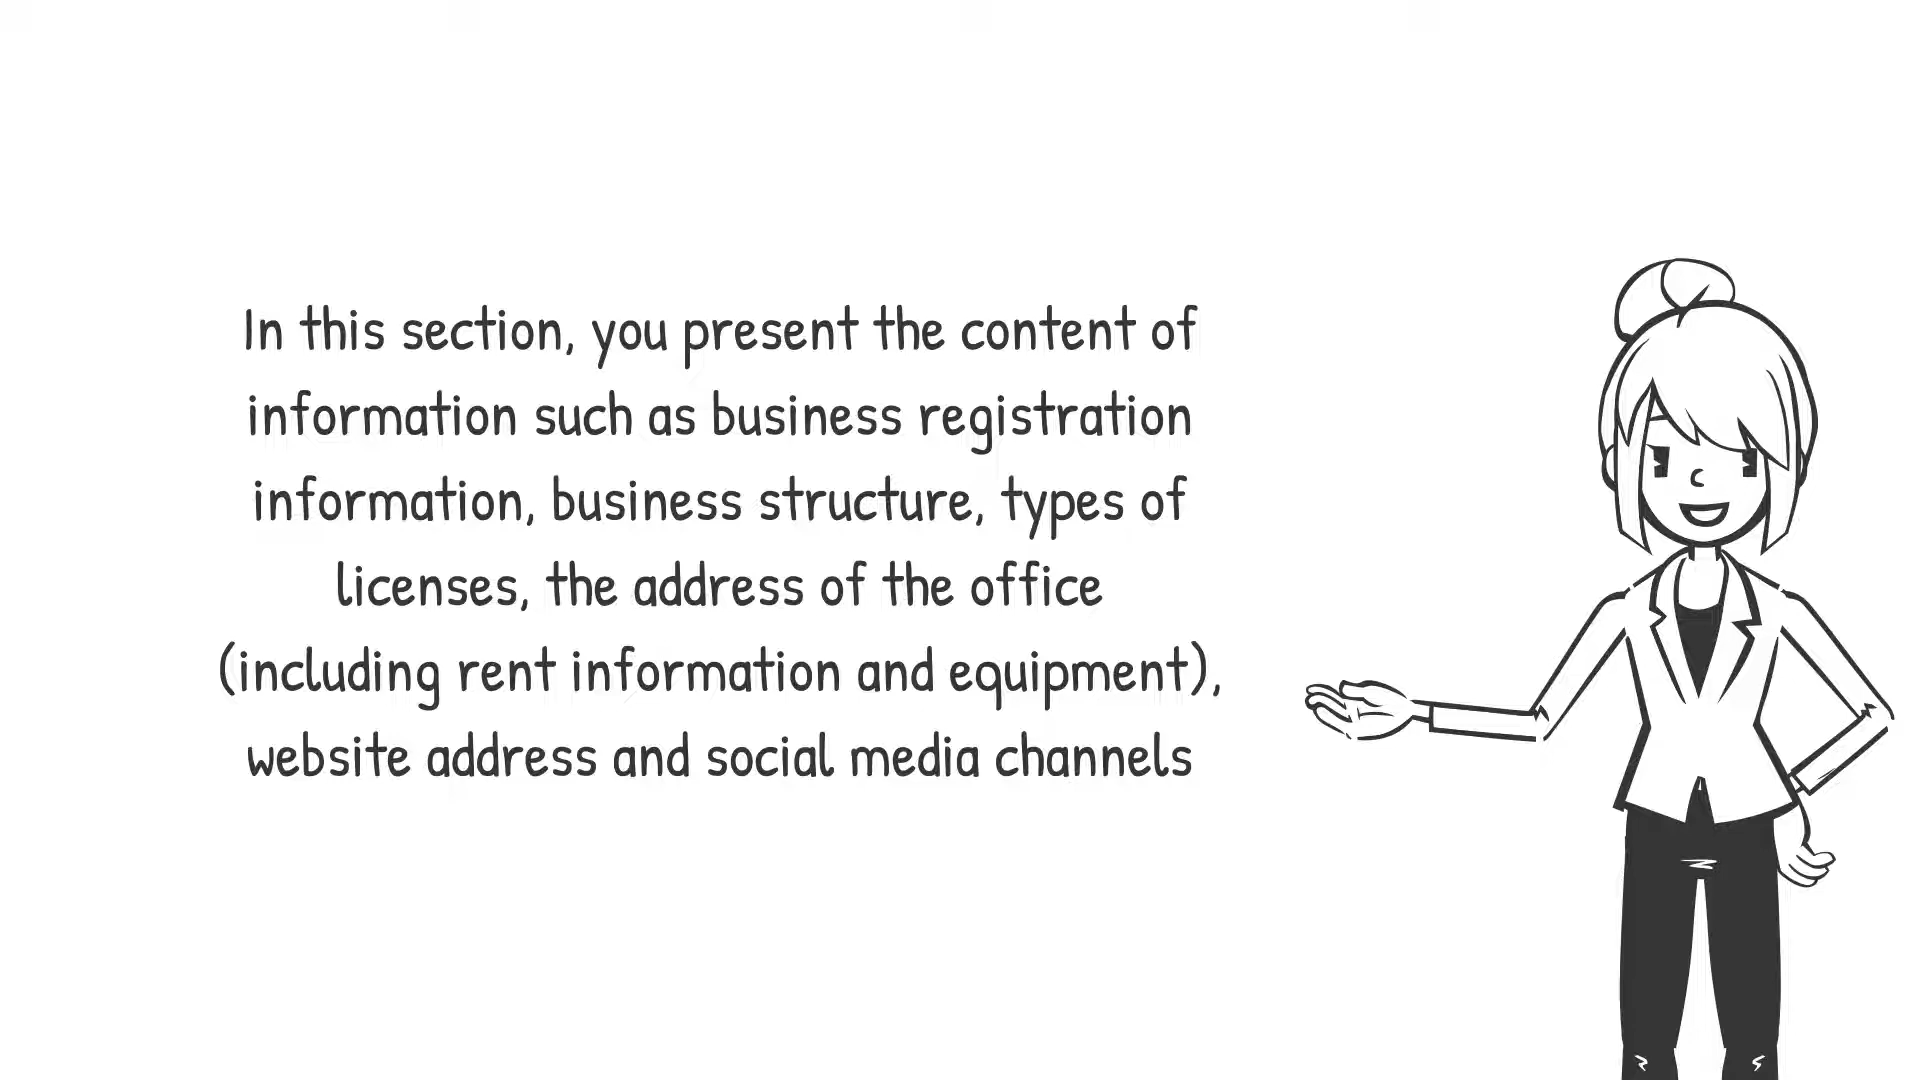 In this section, you present the content of
information such as business registration
information, business structure, types of
licenses, the address of the office
(including rent information and equipment),
website address and social media channels